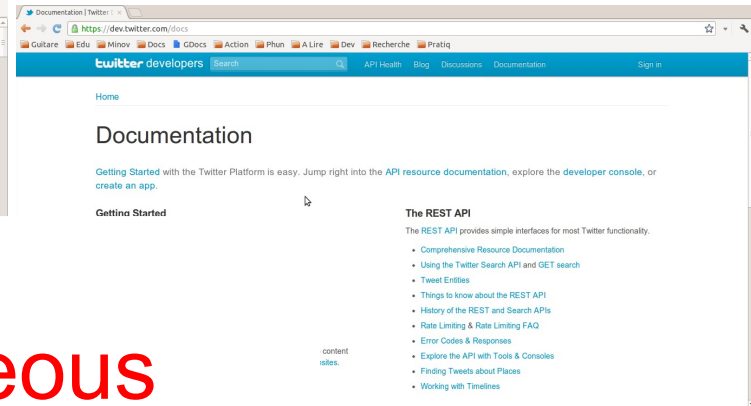 Documentation | Twitter
https://dev.twitter.com/docs
Guitare Edu Minov Docs GDocs Action Phun A Lire Dev Recherche Pratiq
twitter developers Search API Health Blog Discussions Documentation Sign in
Home
Documentation
Getting Started with the Twitter Platform is easy. Jump right into the API resource documentation, explore the developer console, or
create an app.
Getting Started
The REST API
The REST API provides simple interfaces for most Twitter functionality.
• Comprehensive Resource Documentation
• Using the Twitter Search API and GET search
• Tweet Entities
• Things to know about the REST API
• History of the REST and Search APIs
• Rate Limiting & Rate Limiting FAQ
• Error Codes & Responses
• Explore the API with Tools & Consoles
• Finding Tweets about Places
• Working with Timelines
content
sites.
eous